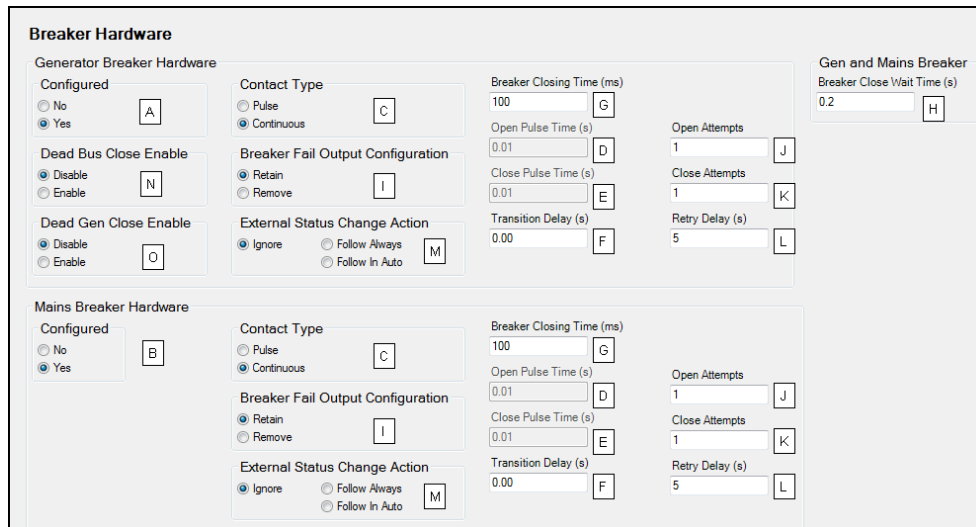 Breaker Hardware
Generator Breaker Hardware
Configured
No
Yes
A
Contact Type
Pulse
Continuous
C
Breaker Closing Time (ms)
100
G
Open Pulse Time (s)
0.01
D
Open Attempts
1
J
Dead Bus Close Enable
Disable
Enable
N
Breaker Fail Output Configuration
Retain
Remove
I
Close Pulse Time (s)
0.01
E
Close Attempts
1
K
Dead Gen Close Enable
Disable
Enable
O
External Status Change Action
Ignore
Follow Always
Follow In Auto
M
Transition Delay (s)
0.00
F
Retry Delay (s)
5
L
Gen and Mains Breaker
Breaker Close Wait Time (s)
0.2
H
Mains Breaker Hardware
Configured
No
Yes
B
Contact Type
Pulse
Continuous
C
Breaker Closing Time (ms)
100
G
Open Pulse Time (s)
0.01
D
Open Attempts
1
J
Breaker Fail Output Configuration
Retain
Remove
I
Close Pulse Time (s)
0.01
E
Close Attempts
1
K
External Status Change Action
Ignore
Follow Always
Follow In Auto
M
Transition Delay (s)
0.00
F
Retry Delay (s)
5
L